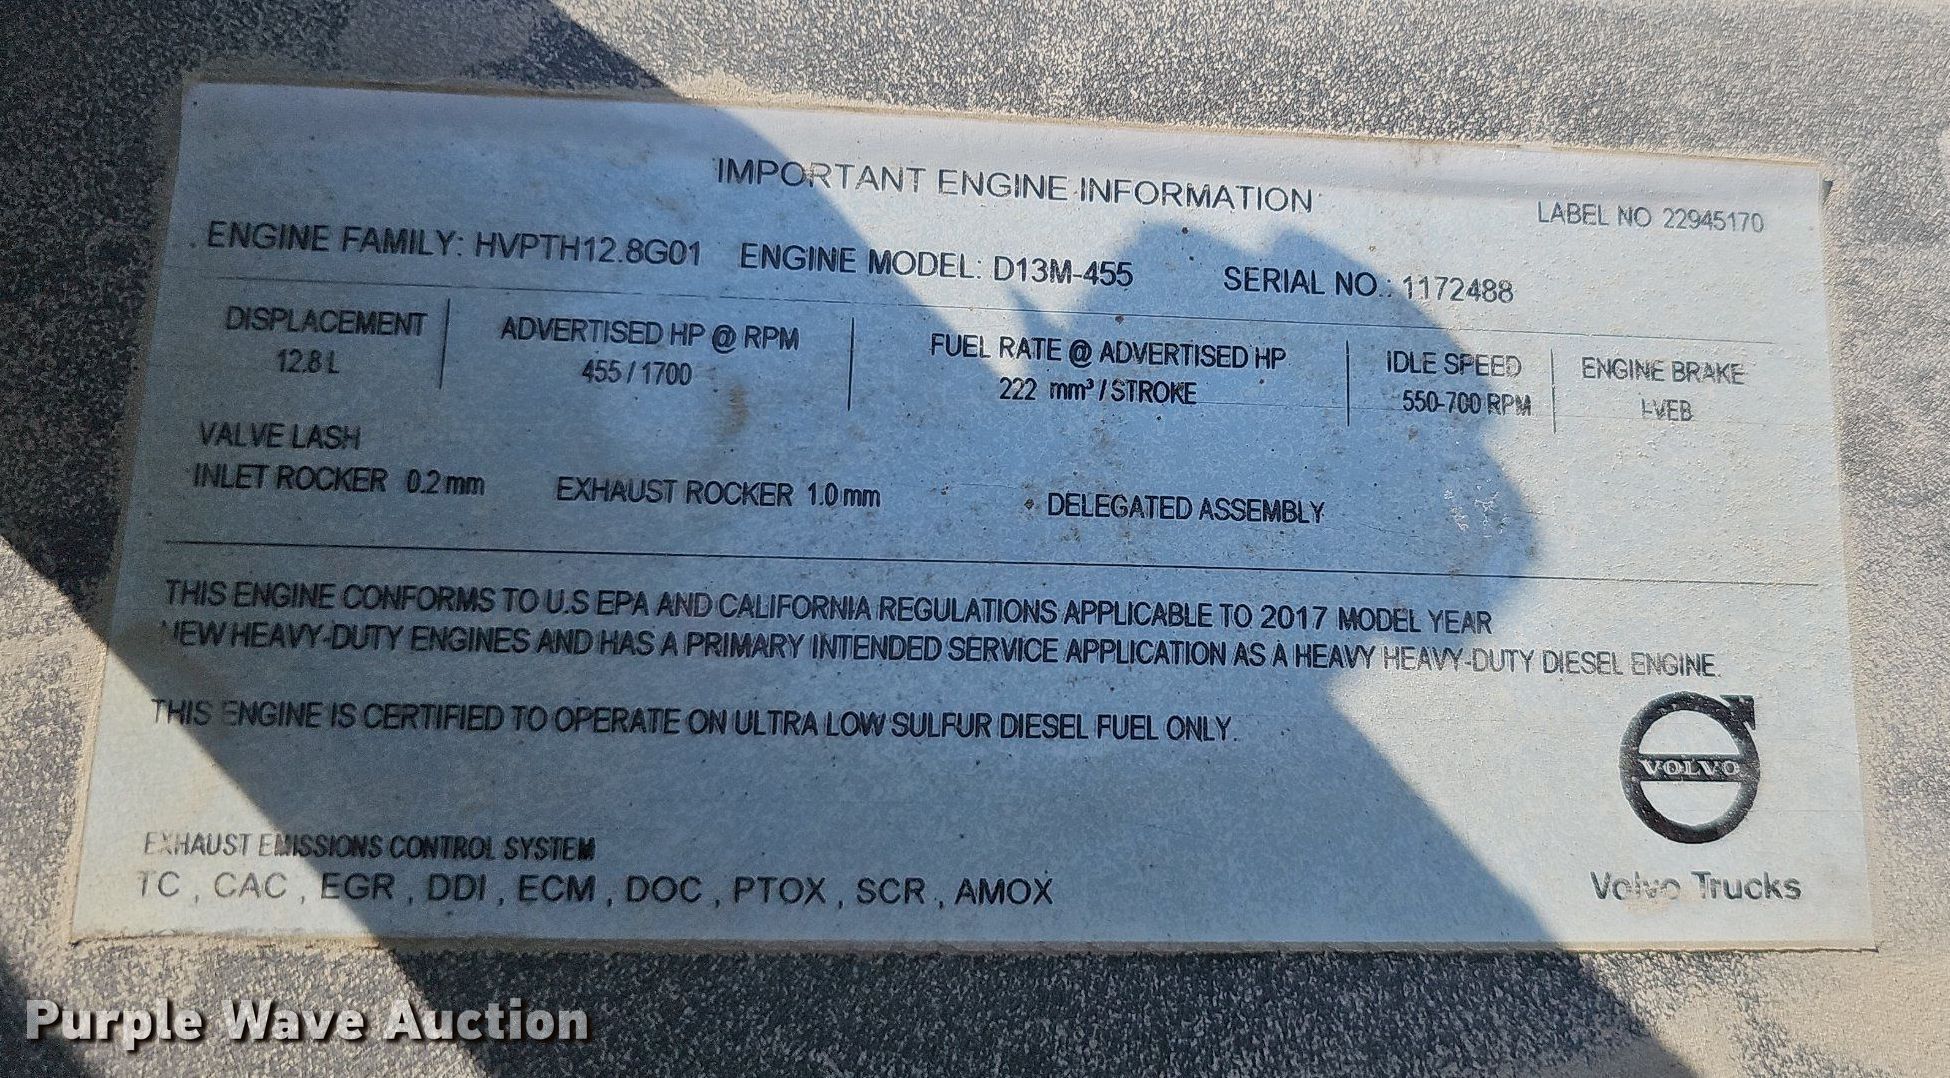 IMPORTANT ENGINE INFORMATION
LABEL NO 22945170
ENGINE FAMILY: HVPTH12.8G01 ENGINE MODEL: D13M-455 SERIAL NO.: 1172488
DISPLACEMENT
12.8 L
ADVERTISED HP @ RPM
455 / 1700
FUEL RATE @ ADVERTISED HP
222 mm³ / STROKE
IDLE SPEED
550-700 RPM
ENGINE BRAKE
I-VEB
VALVE LASH
INLET ROCKER 0.2 mm EXHAUST ROCKER 1.0 mm DELEGATED ASSEMBLY
THIS ENGINE CONFORMS TO U.S EPA AND CALIFORNIA REGULATIONS APPLICABLE TO 2017 MODEL YEAR
NEW HEAVY-DUTY ENGINES AND HAS A PRIMARY INTENDED SERVICE APPLICATION AS A HEAVY HEAVY-DUTY DIESEL ENGINE.
THIS ENGINE IS CERTIFIED TO OPERATE ON ULTRA LOW SULFUR DIESEL FUEL ONLY.
VOLVO
Volvo Trucks
EXHAUST EMISSIONS CONTROL SYSTEM
TC , CAC , EGR , DDI , ECM , DOC , PTOX , SCR , AMOX
Purple Wave Auction